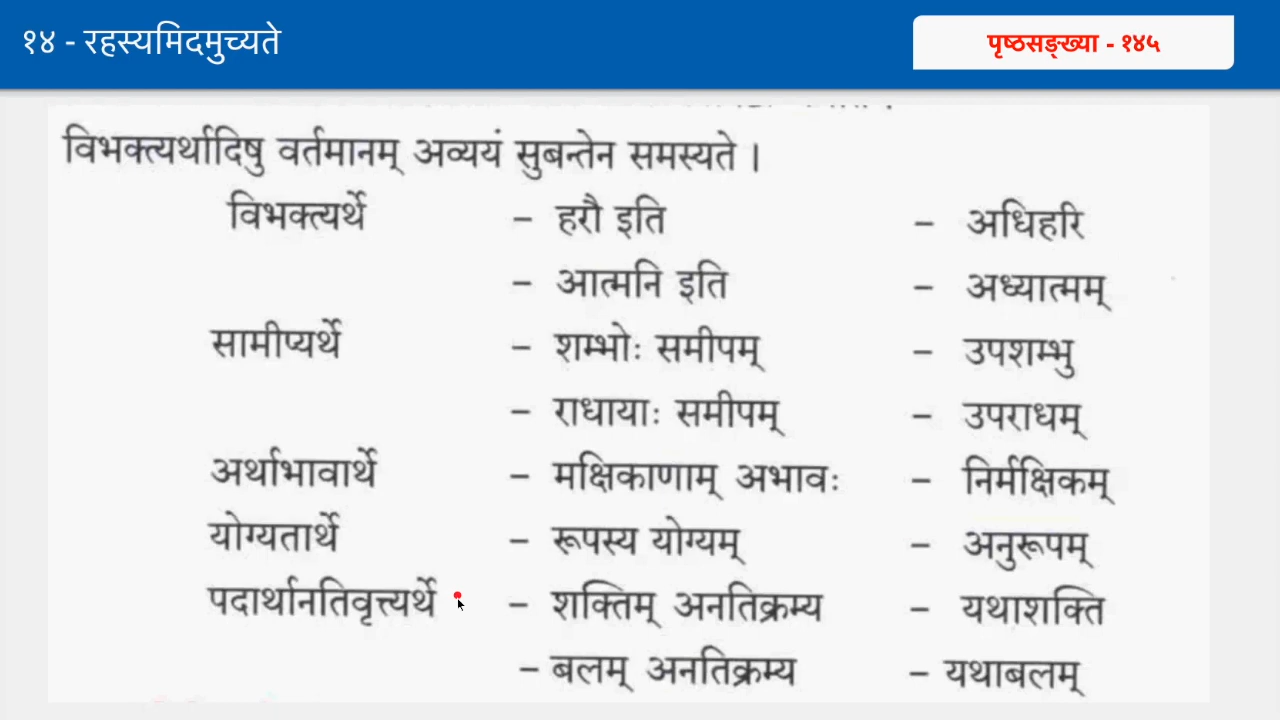 १४ - रहस्यमिदमुच्यते
पृष्ठसङ्ख्या - १४५
विभक्त्यर्थादिषु वर्तमानम् अव्ययं सुबन्तेन समस्यते ।
विभक्त्यर्थे – हरौ इति – अधिहरि
– आत्मनि इति – अध्यात्मम्
सामीप्यर्थे – शम्भोः समीपम् – उपशम्भु
– राधायाः समीपम् – उपराधम्
अर्थाभावार्थे – मक्षिकाणाम् अभावः – निर्मक्षिकम्
योग्यतार्थे – रूपस्य योग्यम् – अनुरूपम्
पदार्थानतिवृत्त्यर्थे – शक्तिम् अनतिक्रम्य – यथाशक्ति
– बलम् अनतिक्रम्य – यथाबलम्